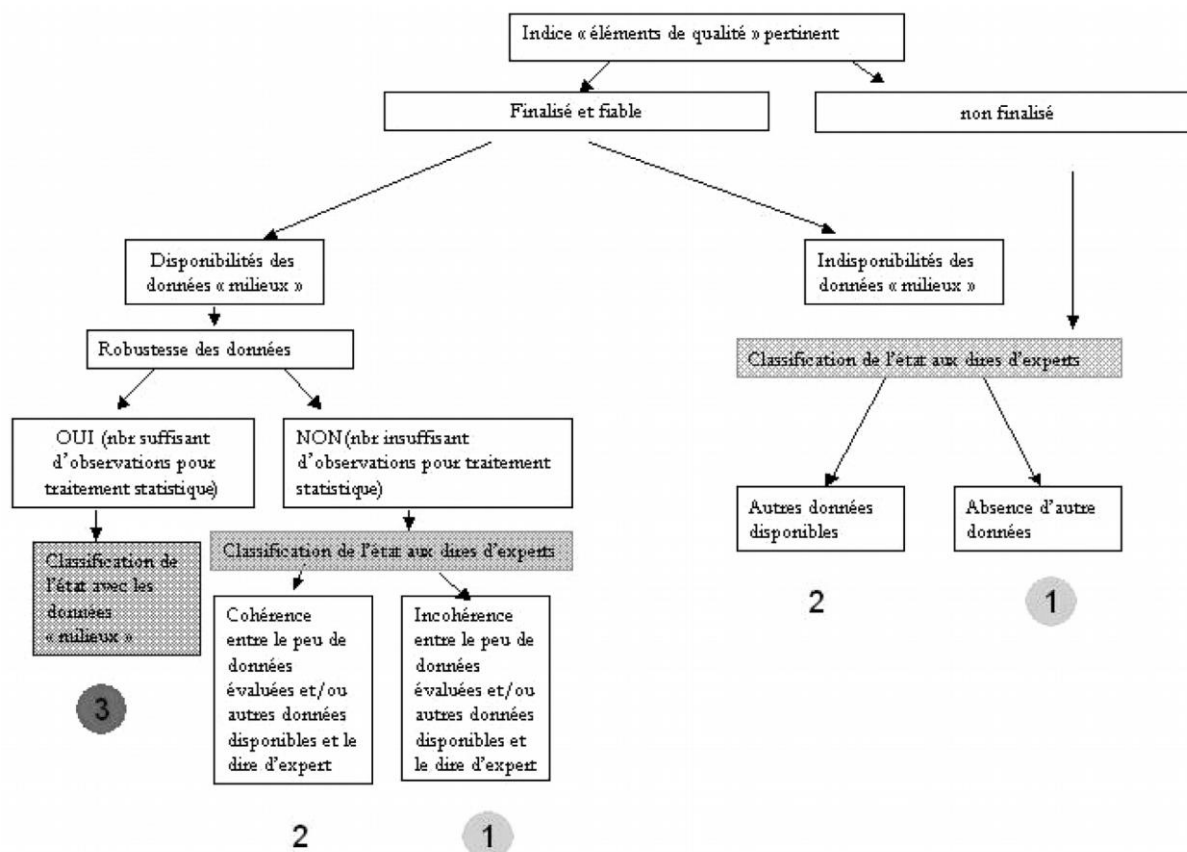 Indice « éléments de qualité » pertinent
Finalisé et fiable
non finalisé
Disponibilités des
données « milieux »
Indisponibilités des
données « milieux »
Robustesse des données
Classification de l'état aux dires d'experts
OUI (nbr suffisant
d'observations pour
traitement statistique)
NON (nbr insuffisant
d'observations pour traitement
statistique)
Autres données
disponibles
Absence d'autre
données
Classification de
l'état avec les
données
« milieux »
Classification de l'état aux dires d'experts
Cohérence
entre le peu de
données
évaluées et/ou
autres données
disponibles et le
dire d'expert
Incohérence
entre le peu de
données
évaluées et/ou
autres données
disponibles et
le dire d'expert
2
1
3
2
1